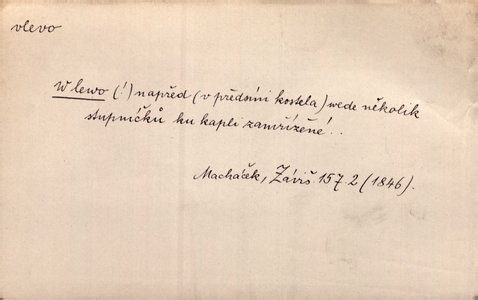 vlevo
W lewo (!) napřed (v předsíni kostela) wede několik
stupníčků ku kapli zamřížené..
Macháček, Záviš 157 2 (1846).